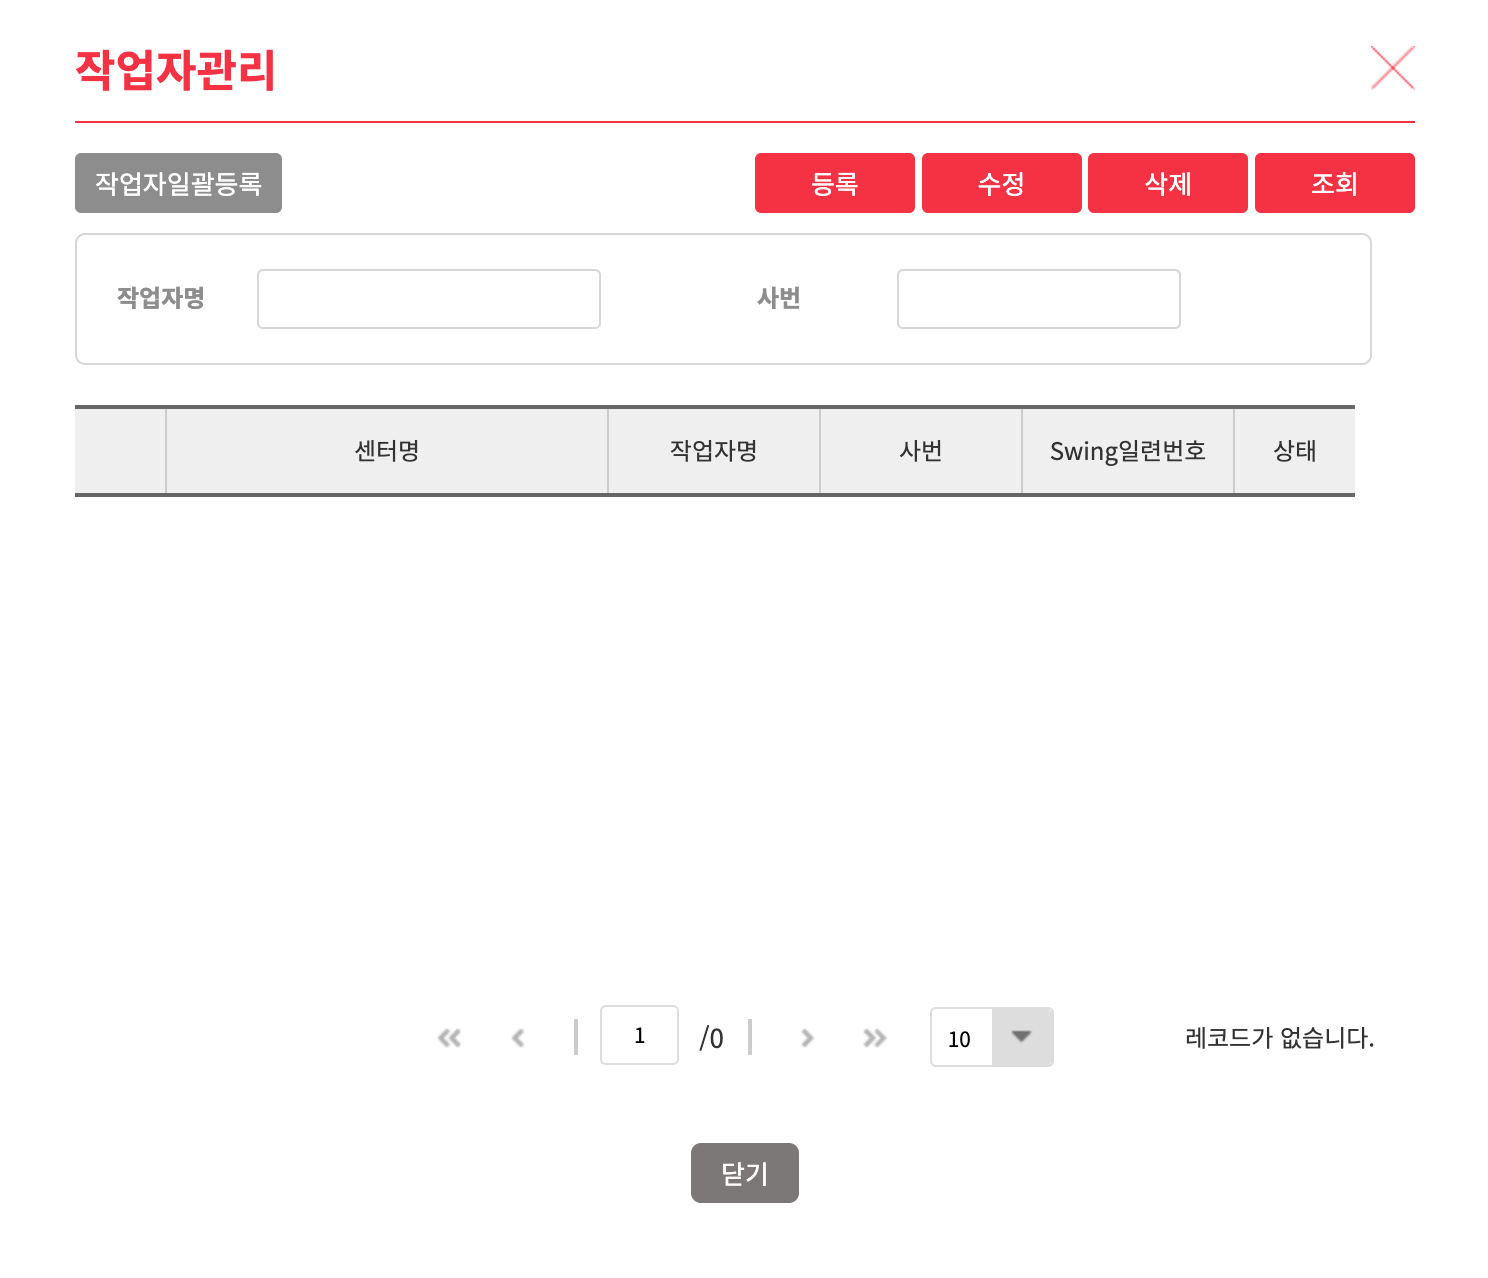 작업자관리
작업자일괄등록 등록 수정 삭제 조회
작업자명 사번
센터명 작업자명 사번 Swing일련번호 상태
1 /0 10 레코드가 없습니다.
닫기